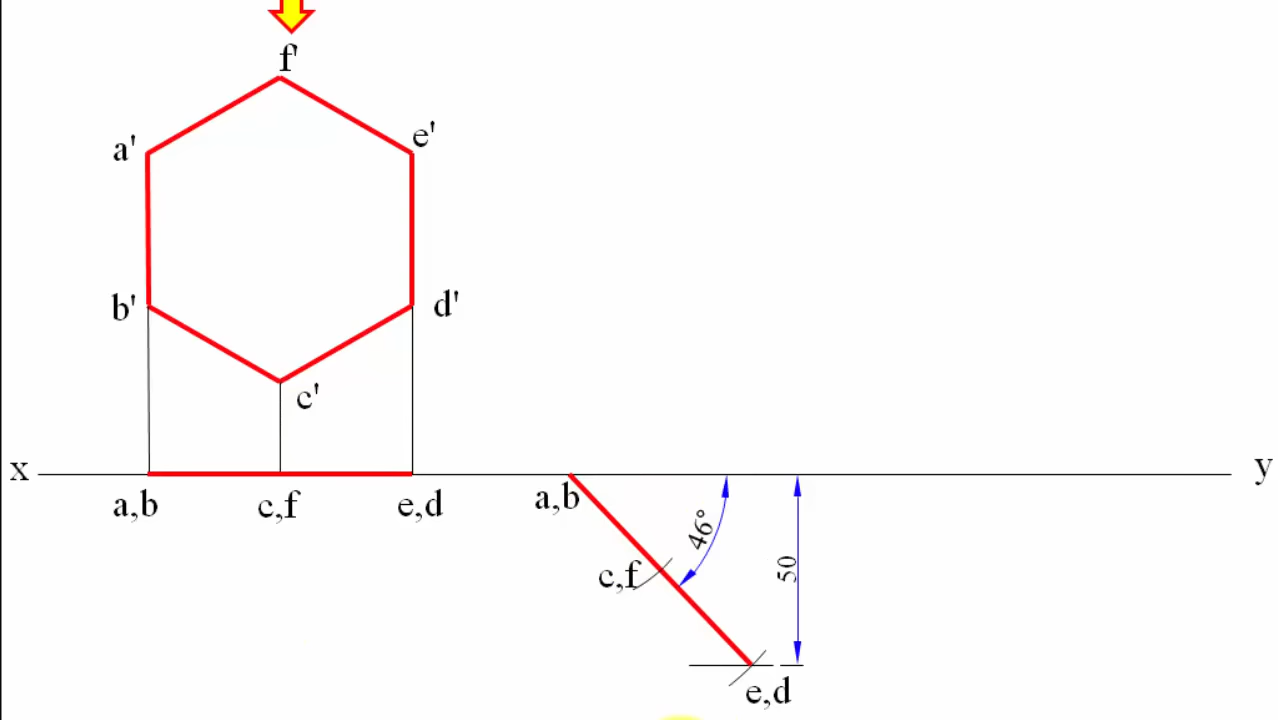 f'
a'
e'
b'
d'
c'
x
y
a,b
c,f
e,d
a,b
46°
50
c,f
e,d